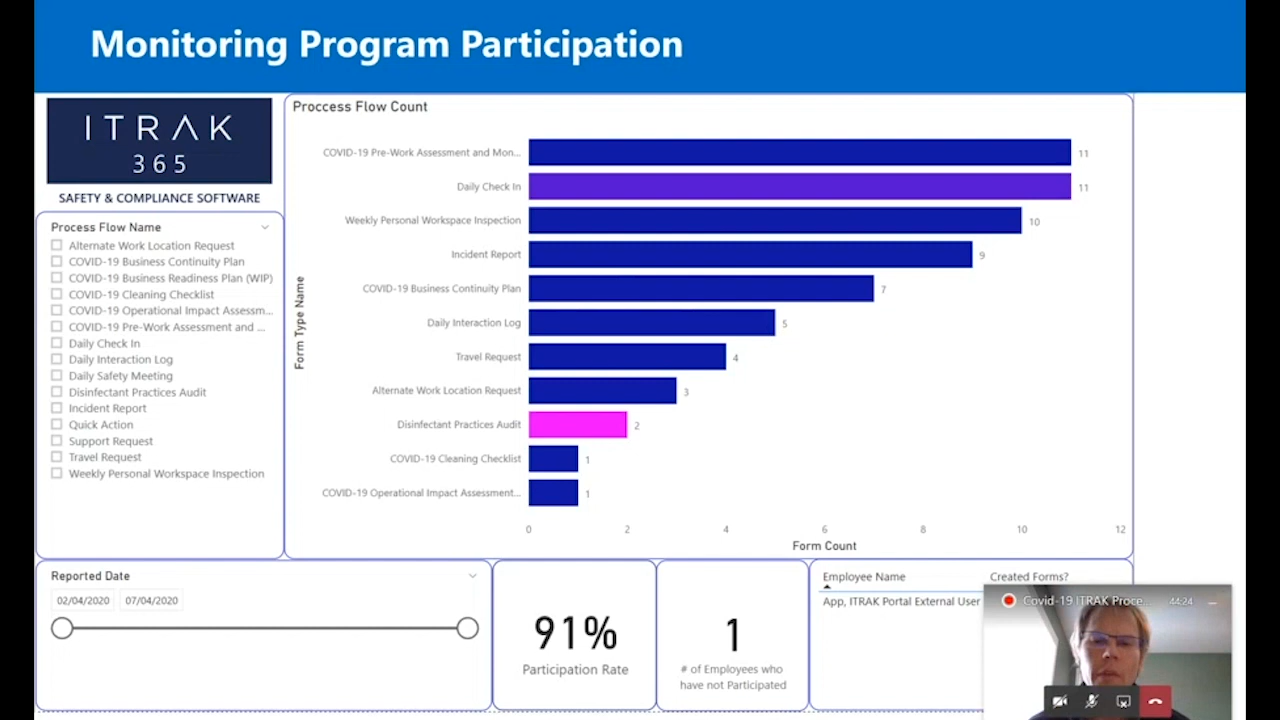 Monitoring Program Participation
ITRAK
365
SAFETY & COMPLIANCE SOFTWARE
Process Flow Name
Alternate Work Location Request
COVID-19 Business Continuity Plan
COVID-19 Business Readiness Plan (WIP)
COVID-19 Cleaning Checklist
COVID-19 Operational Impact Assessm...
COVID-19 Pre-Work Assessment and ...
Daily Check In
Daily Interaction Log
Daily Safety Meeting
Disinfectant Practices Audit
Incident Report
Quick Action
Support Request
Travel Request
Weekly Personal Workspace Inspection
Proccess Flow Count
Form Type Name
COVID-19 Pre-Work Assessment and Mon... 11
Daily Check In 11
Weekly Personal Workspace Inspection 10
Incident Report 9
COVID-19 Business Continuity Plan 7
Daily Interaction Log 5
Travel Request 4
Alternate Work Location Request 3
Disinfectant Practices Audit 2
COVID-19 Cleaning Checklist 1
COVID-19 Operational Impact Assessment... 1
0 2 4 6 8 10 12
Form Count
Reported Date
02/04/2020 07/04/2020
91%
Participation Rate
1
# of Employees who
have not Participated
Employee Name Created Forms?
App, ITRAK Portal External User
Covid-19 ITRAK Proce... 44:24